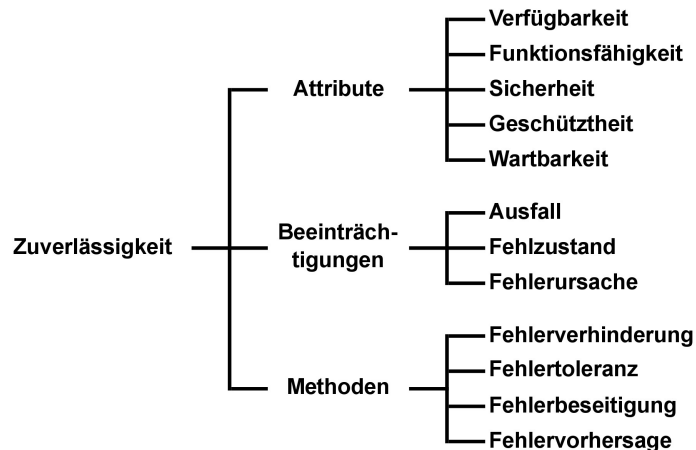 Zuverlässigkeit
Attribute
Verfügbarkeit
Funktionsfähigkeit
Sicherheit
Geschütztheit
Wartbarkeit
Beeinträch-
tigungen
Ausfall
Fehlzustand
Fehlerursache
Methoden
Fehlerverhinderung
Fehlertoleranz
Fehlerbeseitigung
Fehlervorhersage